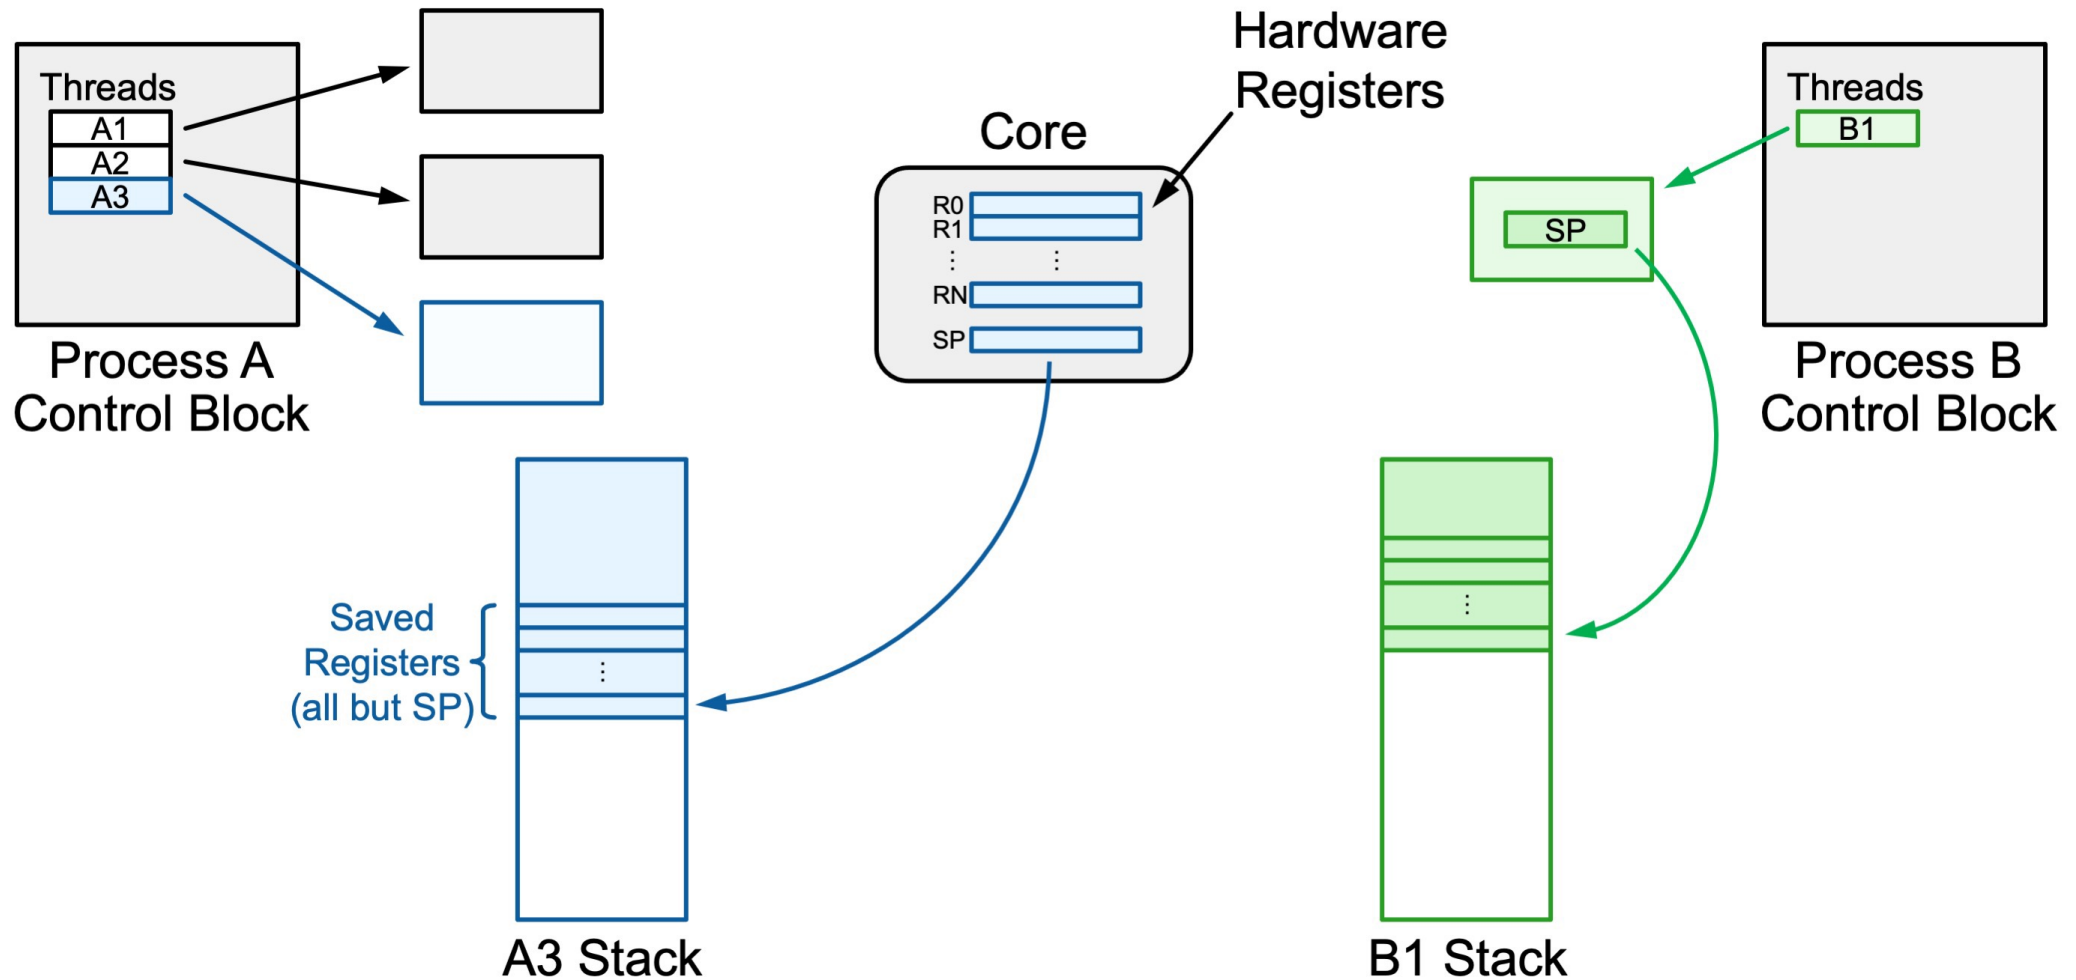 Threads
A1
A2
A3
Process A
Control Block
Hardware
Registers
Core
R0
R1
⋮
⋮
RN
SP
Threads
B1
SP
Process B
Control Block
Saved
Registers
(all but SP)
⋮
A3 Stack
⋮
B1 Stack